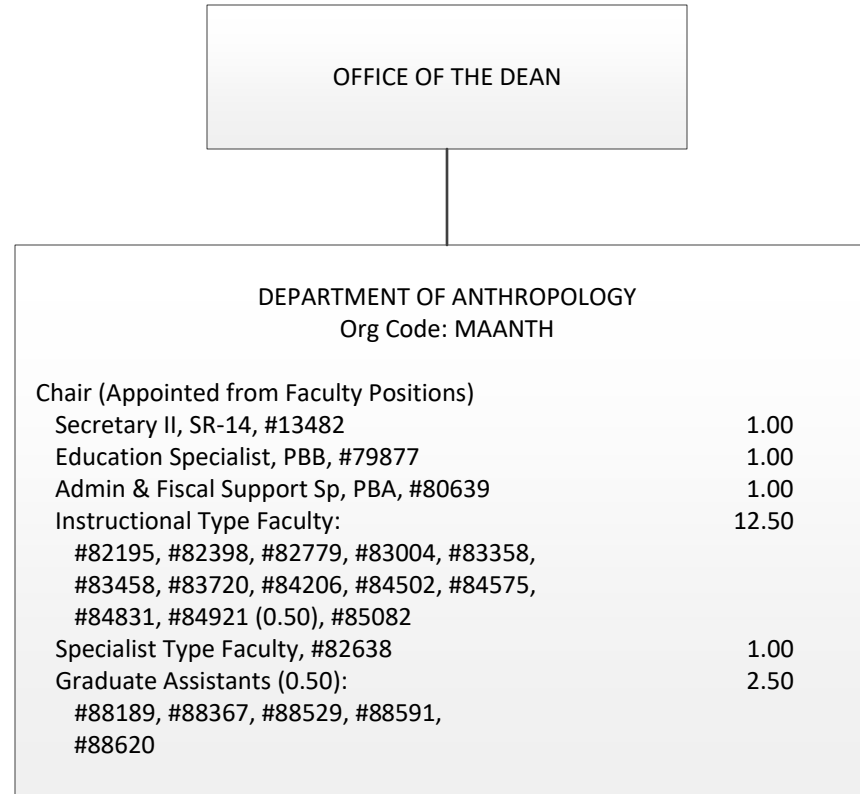 OFFICE OF THE DEAN
DEPARTMENT OF ANTHROPOLOGY
Org Code: MAANTH
Chair (Appointed from Faculty Positions)
Secretary II, SR-14, #13482 1.00
Education Specialist, PBB, #79877 1.00
Admin & Fiscal Support Sp, PBA, #80639 1.00
Instructional Type Faculty: 12.50
#82195, #82398, #82779, #83004, #83358,
#83458, #83720, #84206, #84502, #84575,
#84831, #84921 (0.50), #85082
Specialist Type Faculty, #82638 1.00
Graduate Assistants (0.50): 2.50
#88189, #88367, #88529, #88591,
#88620